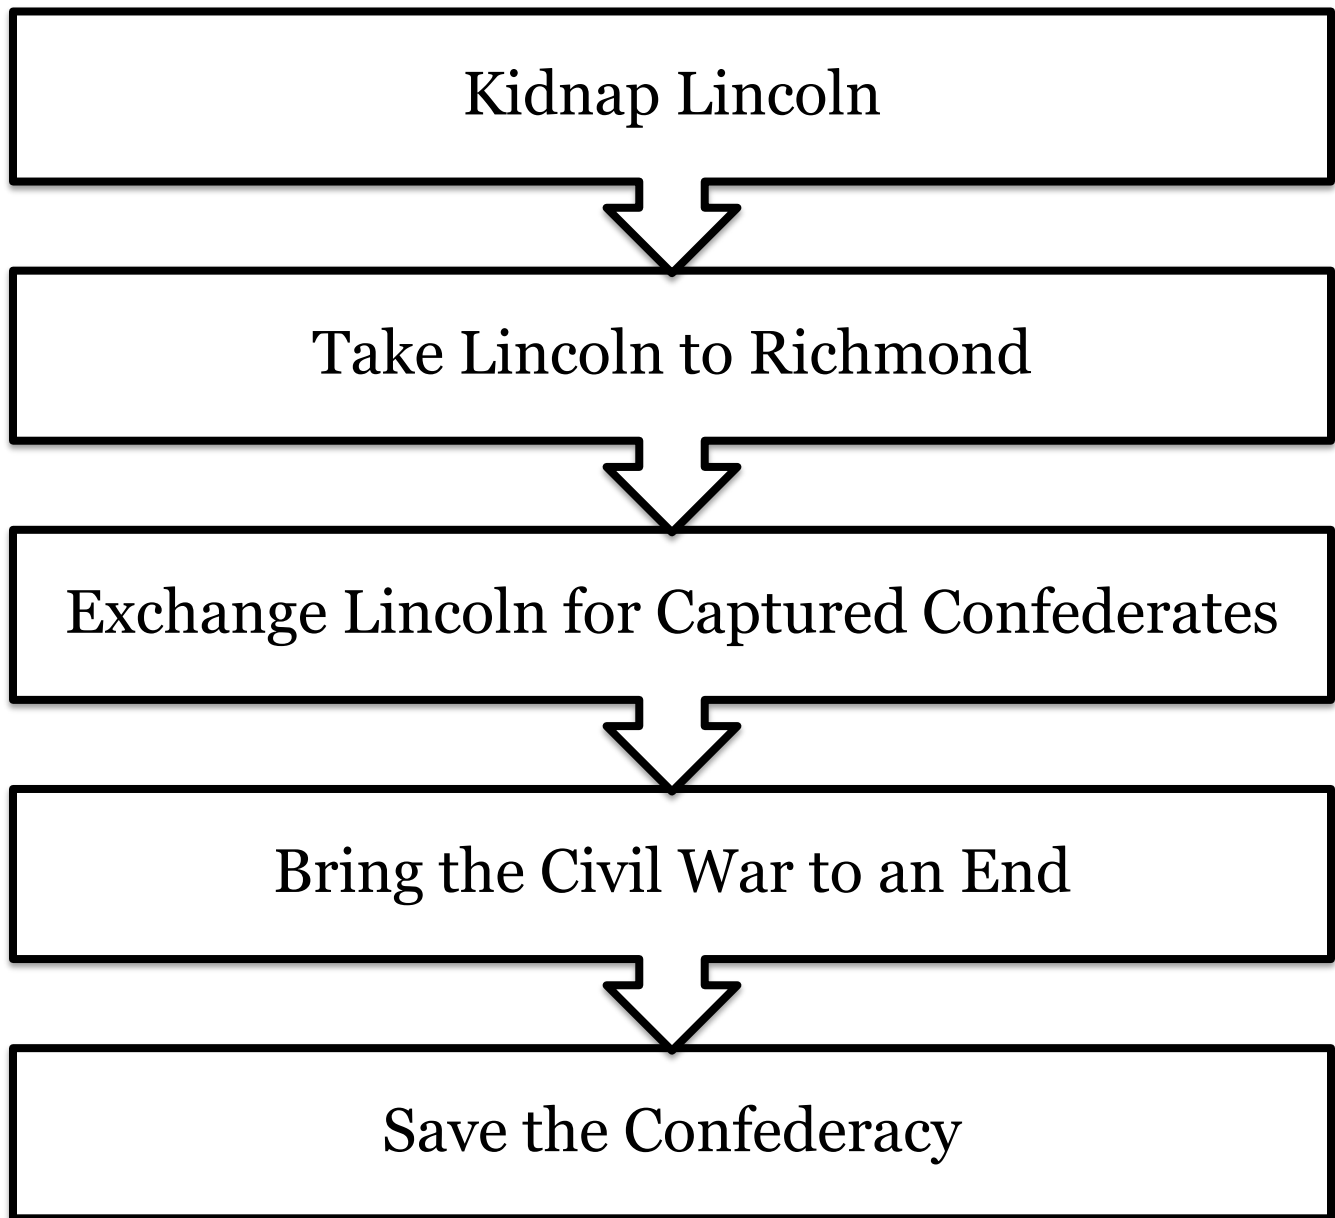 Kidnap Lincoln
Take Lincoln to Richmond
Exchange Lincoln for Captured Confederates
Bring the Civil War to an End
Save the Confederacy